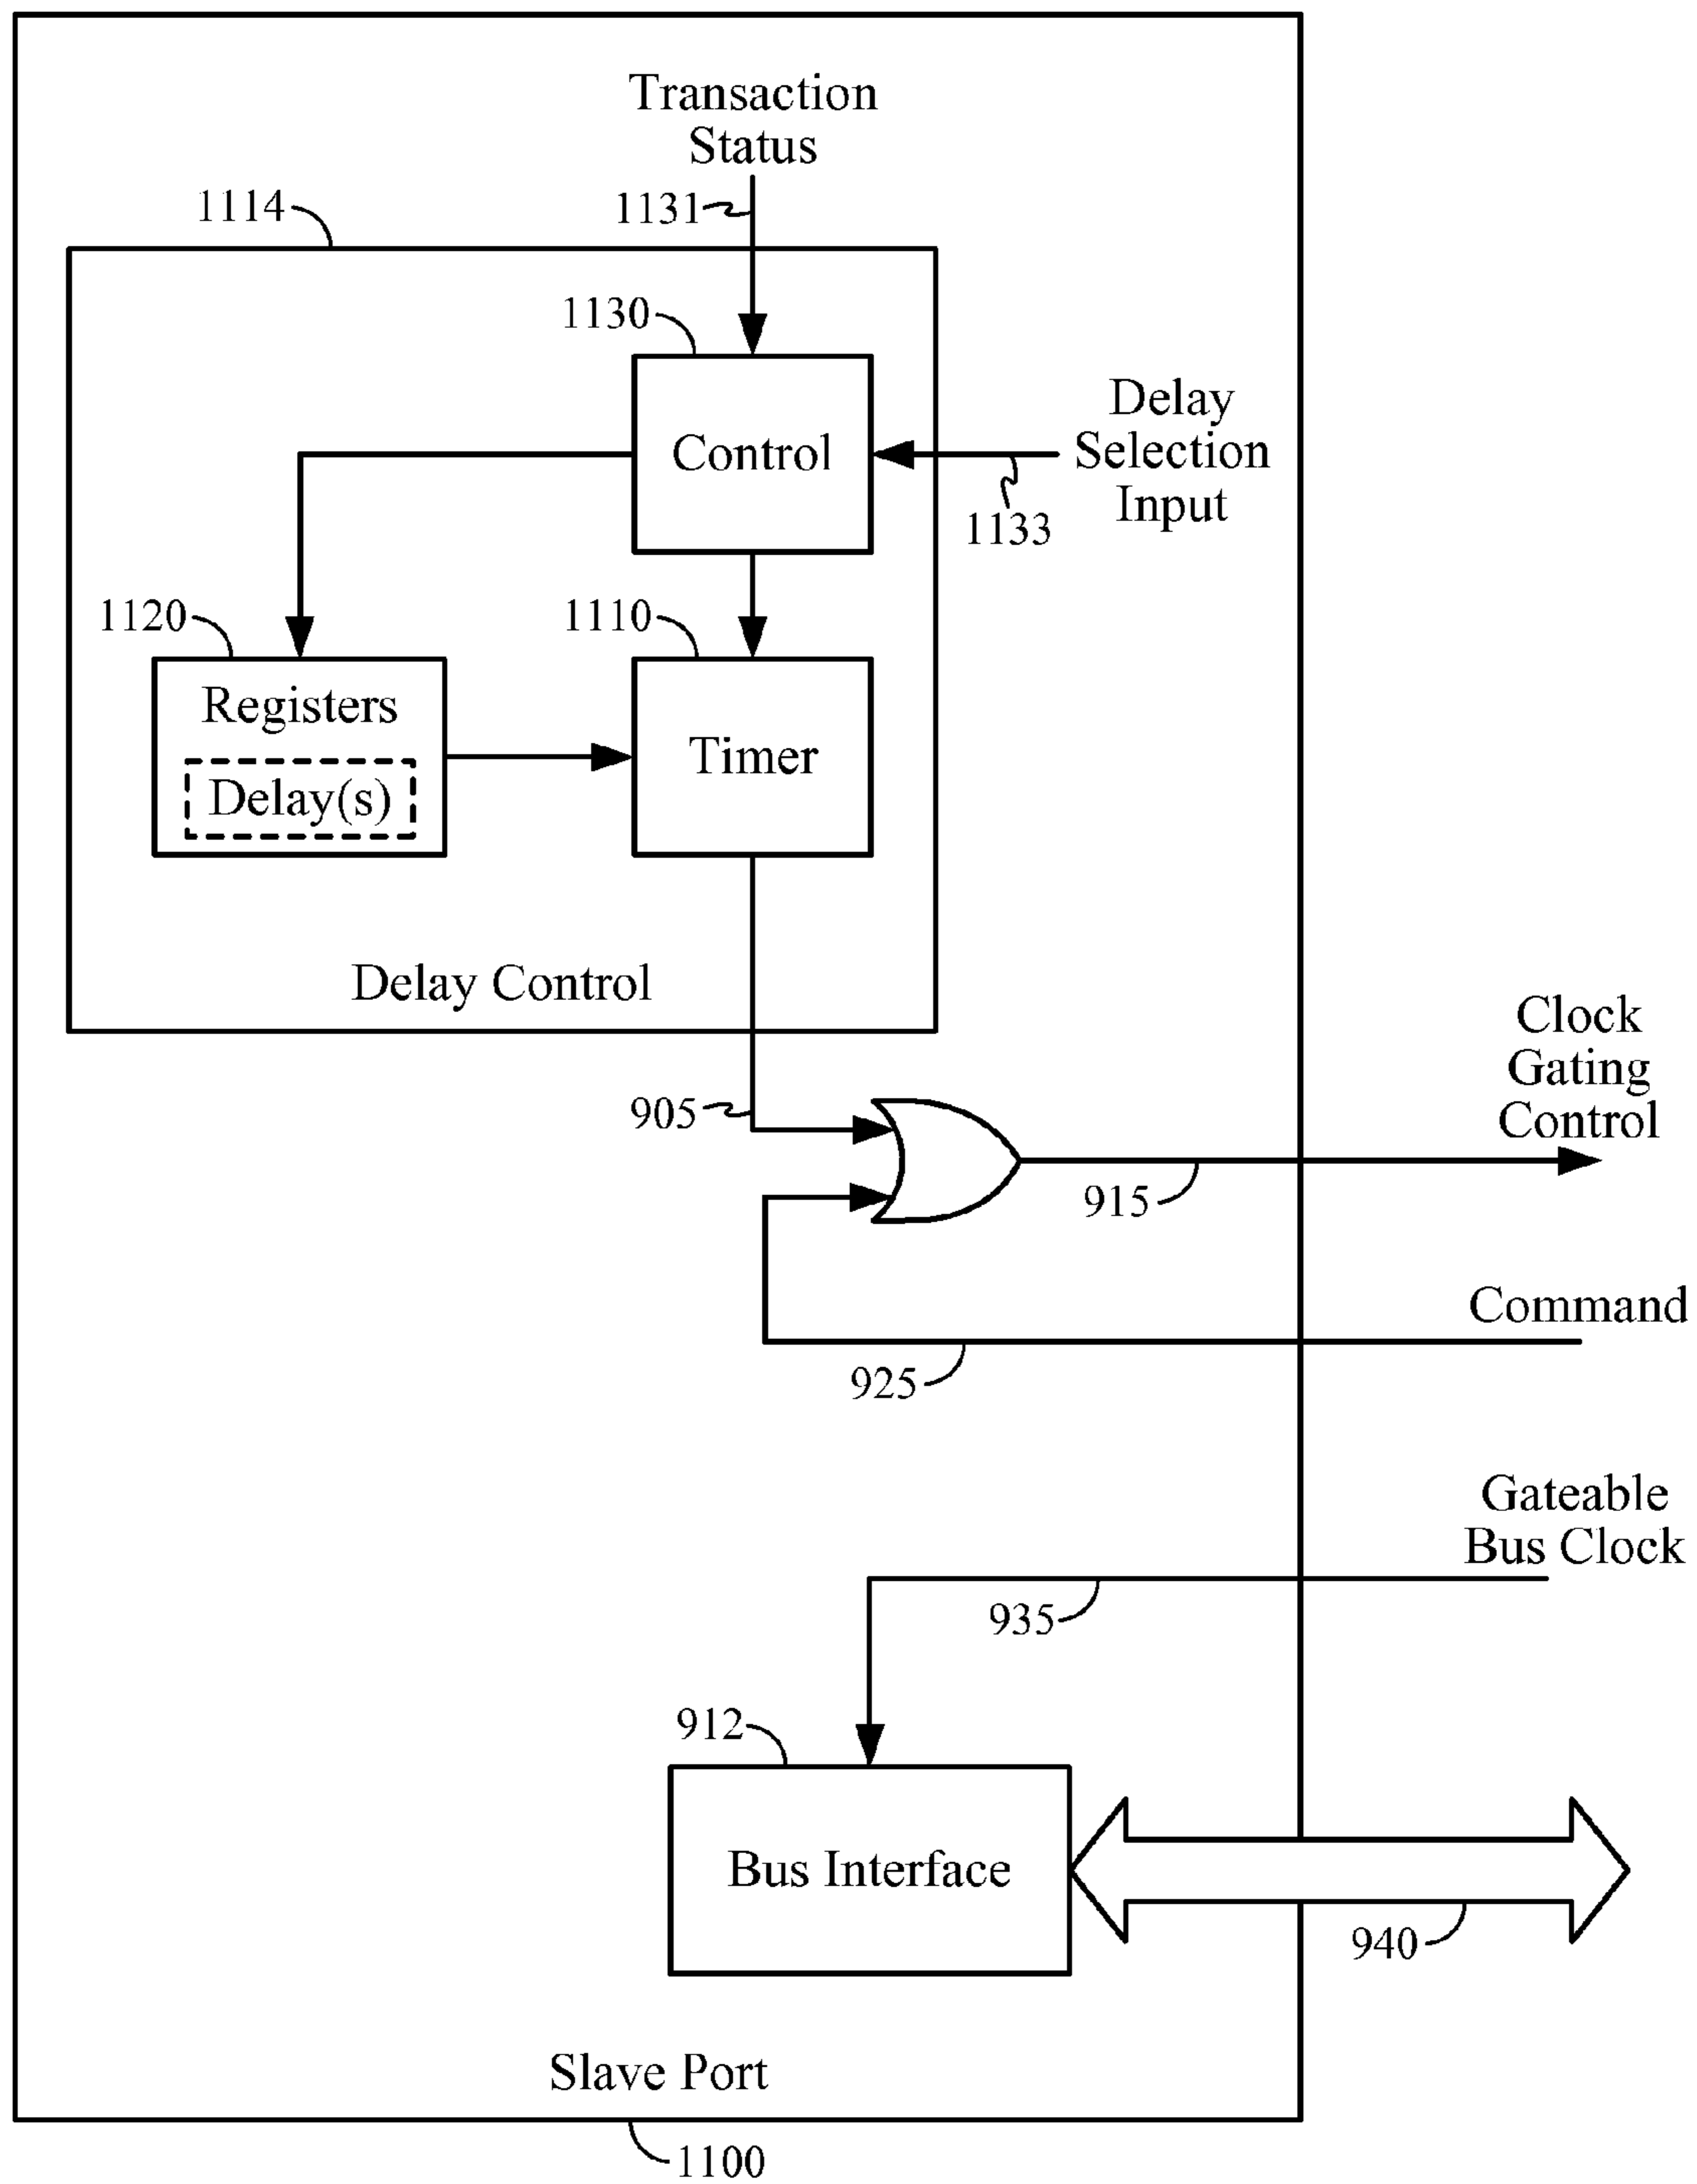 Transaction
Status
1114
1131
1130
Control
Delay
Selection
Input
1133
1120
1110
Registers
Delay(s)
Timer
Delay Control
905
Clock
Gating
Control
915
Command
925
Gateable
Bus Clock
935
912
Bus Interface
940
Slave Port
1100